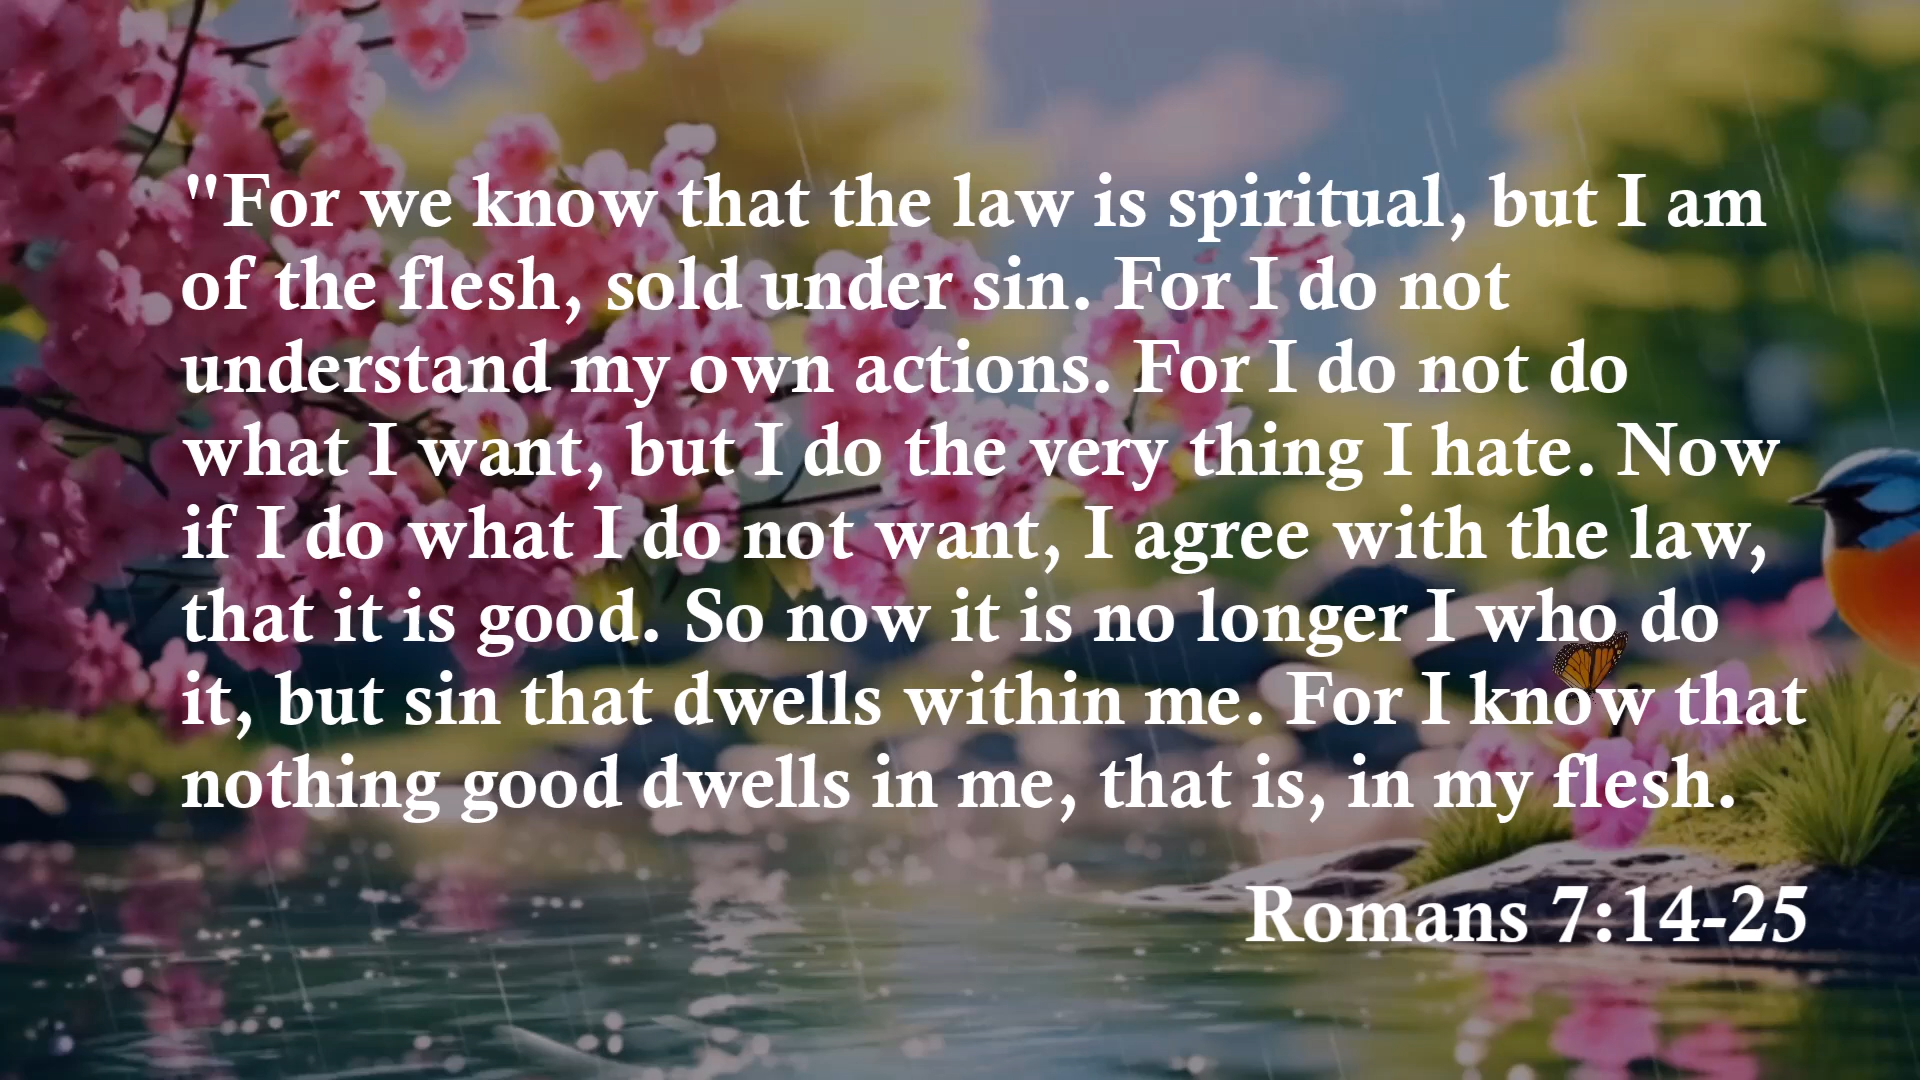 "For we know that the law is spiritual, but I am
of the flesh, sold under sin. For I do not
understand my own actions. For I do not do
what I want, but I do the very thing I hate. Now
if I do what I do not want, I agree with the law,
that it is good. So now it is no longer I who do
it, but sin that dwells within me. For I know that
nothing good dwells in me, that is, in my flesh.
Romans 7:14-25